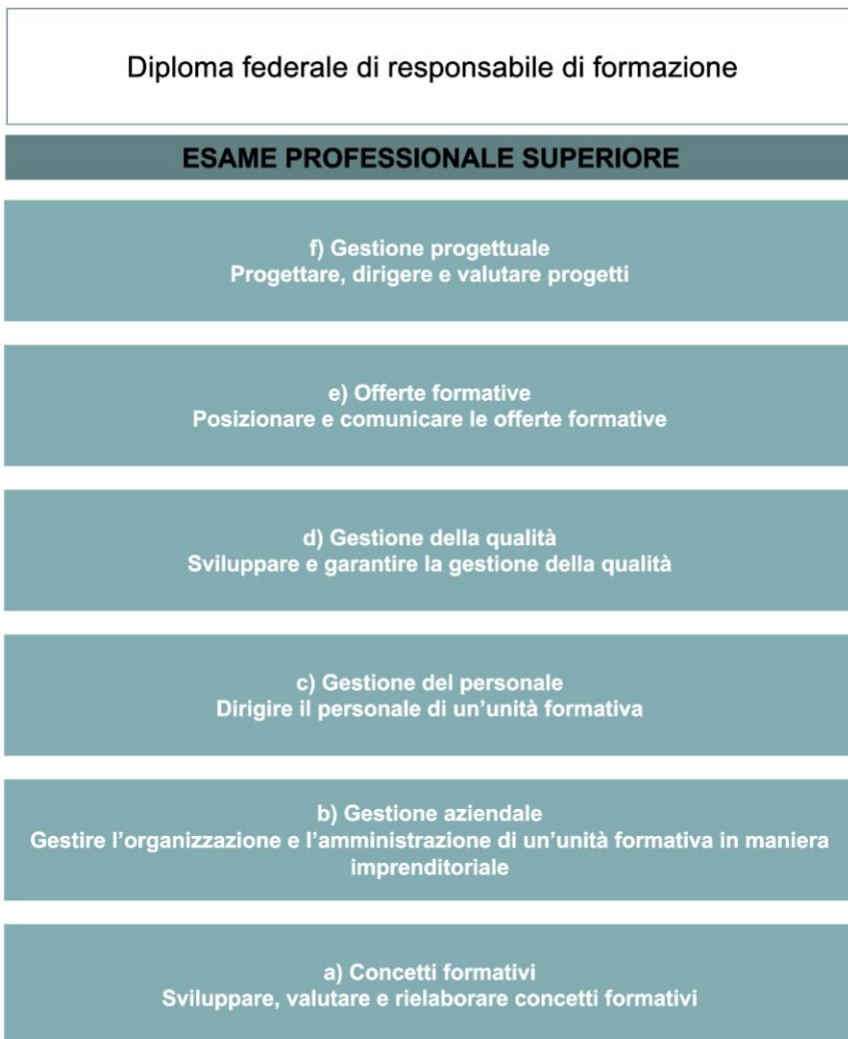 Diploma federale di responsabile di formazione
ESAME PROFESSIONALE SUPERIORE
f) Gestione progettuale
Progettare, dirigere e valutare progetti
e) Offerte formative
Posizionare e comunicare le offerte formative
d) Gestione della qualità
Sviluppare e garantire la gestione della qualità
c) Gestione del personale
Dirigire il personale di un’unità formativa
b) Gestione aziendale
Gestire l’organizzazione e l’amministrazione di un’unità formativa in maniera
imprenditoriale
a) Concetti formativi
Sviluppare, valutare e rielaborare concetti formativi